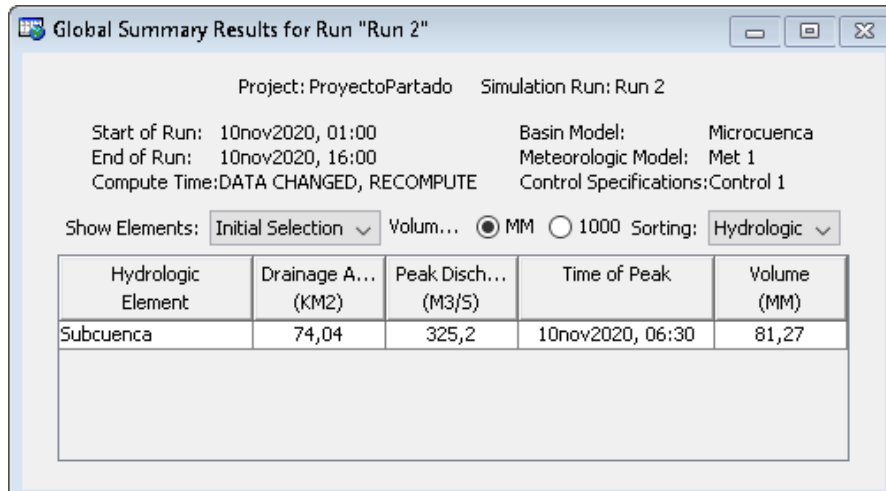 Global Summary Results for Run "Run 2"
Project: ProyectoPartado Simulation Run: Run 2
Start of Run: 10nov2020, 01:00 Basin Model: Microcuenca
End of Run: 10nov2020, 16:00 Meteorologic Model: Met 1
Compute Time:DATA CHANGED, RECOMPUTE Control Specifications:Control 1
Show Elements: Initial Selection Volum... MM 1000 Sorting: Hydrologic
Hydrologic Drainage A... Peak Disch... Time of Peak Volume
Element (KM2) (M3/S) (MM)
Subcuenca 74,04 325,2 10nov2020, 06:30 81,27